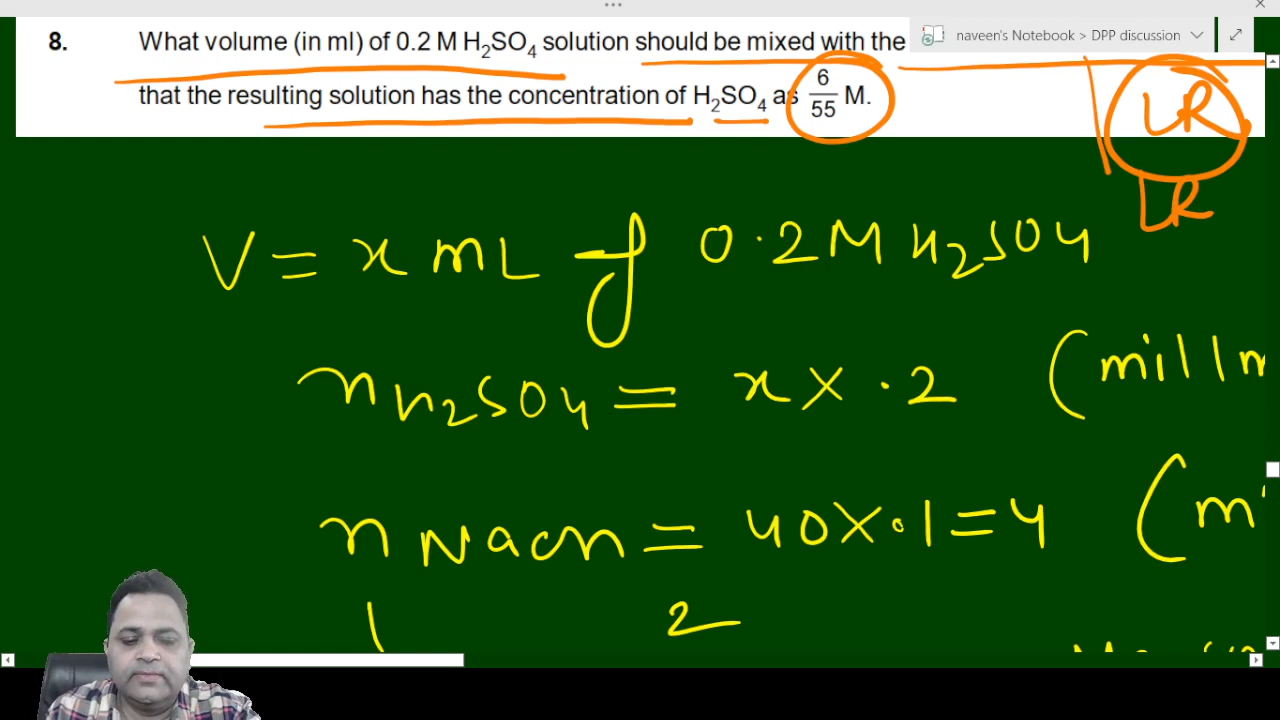 naveen's Notebook > DPP discussion
8. What volume (in ml) of 0.2 M H₂SO₄ solution should be mixed with the
that the resulting solution has the concentration of H₂SO₄ as 6/55 M.
LR
LR
V = x mL of 0.2M H2SO4
nH2SO4 = x × .2 (millm
n Nacn = 40×.1=4 (m
1 2